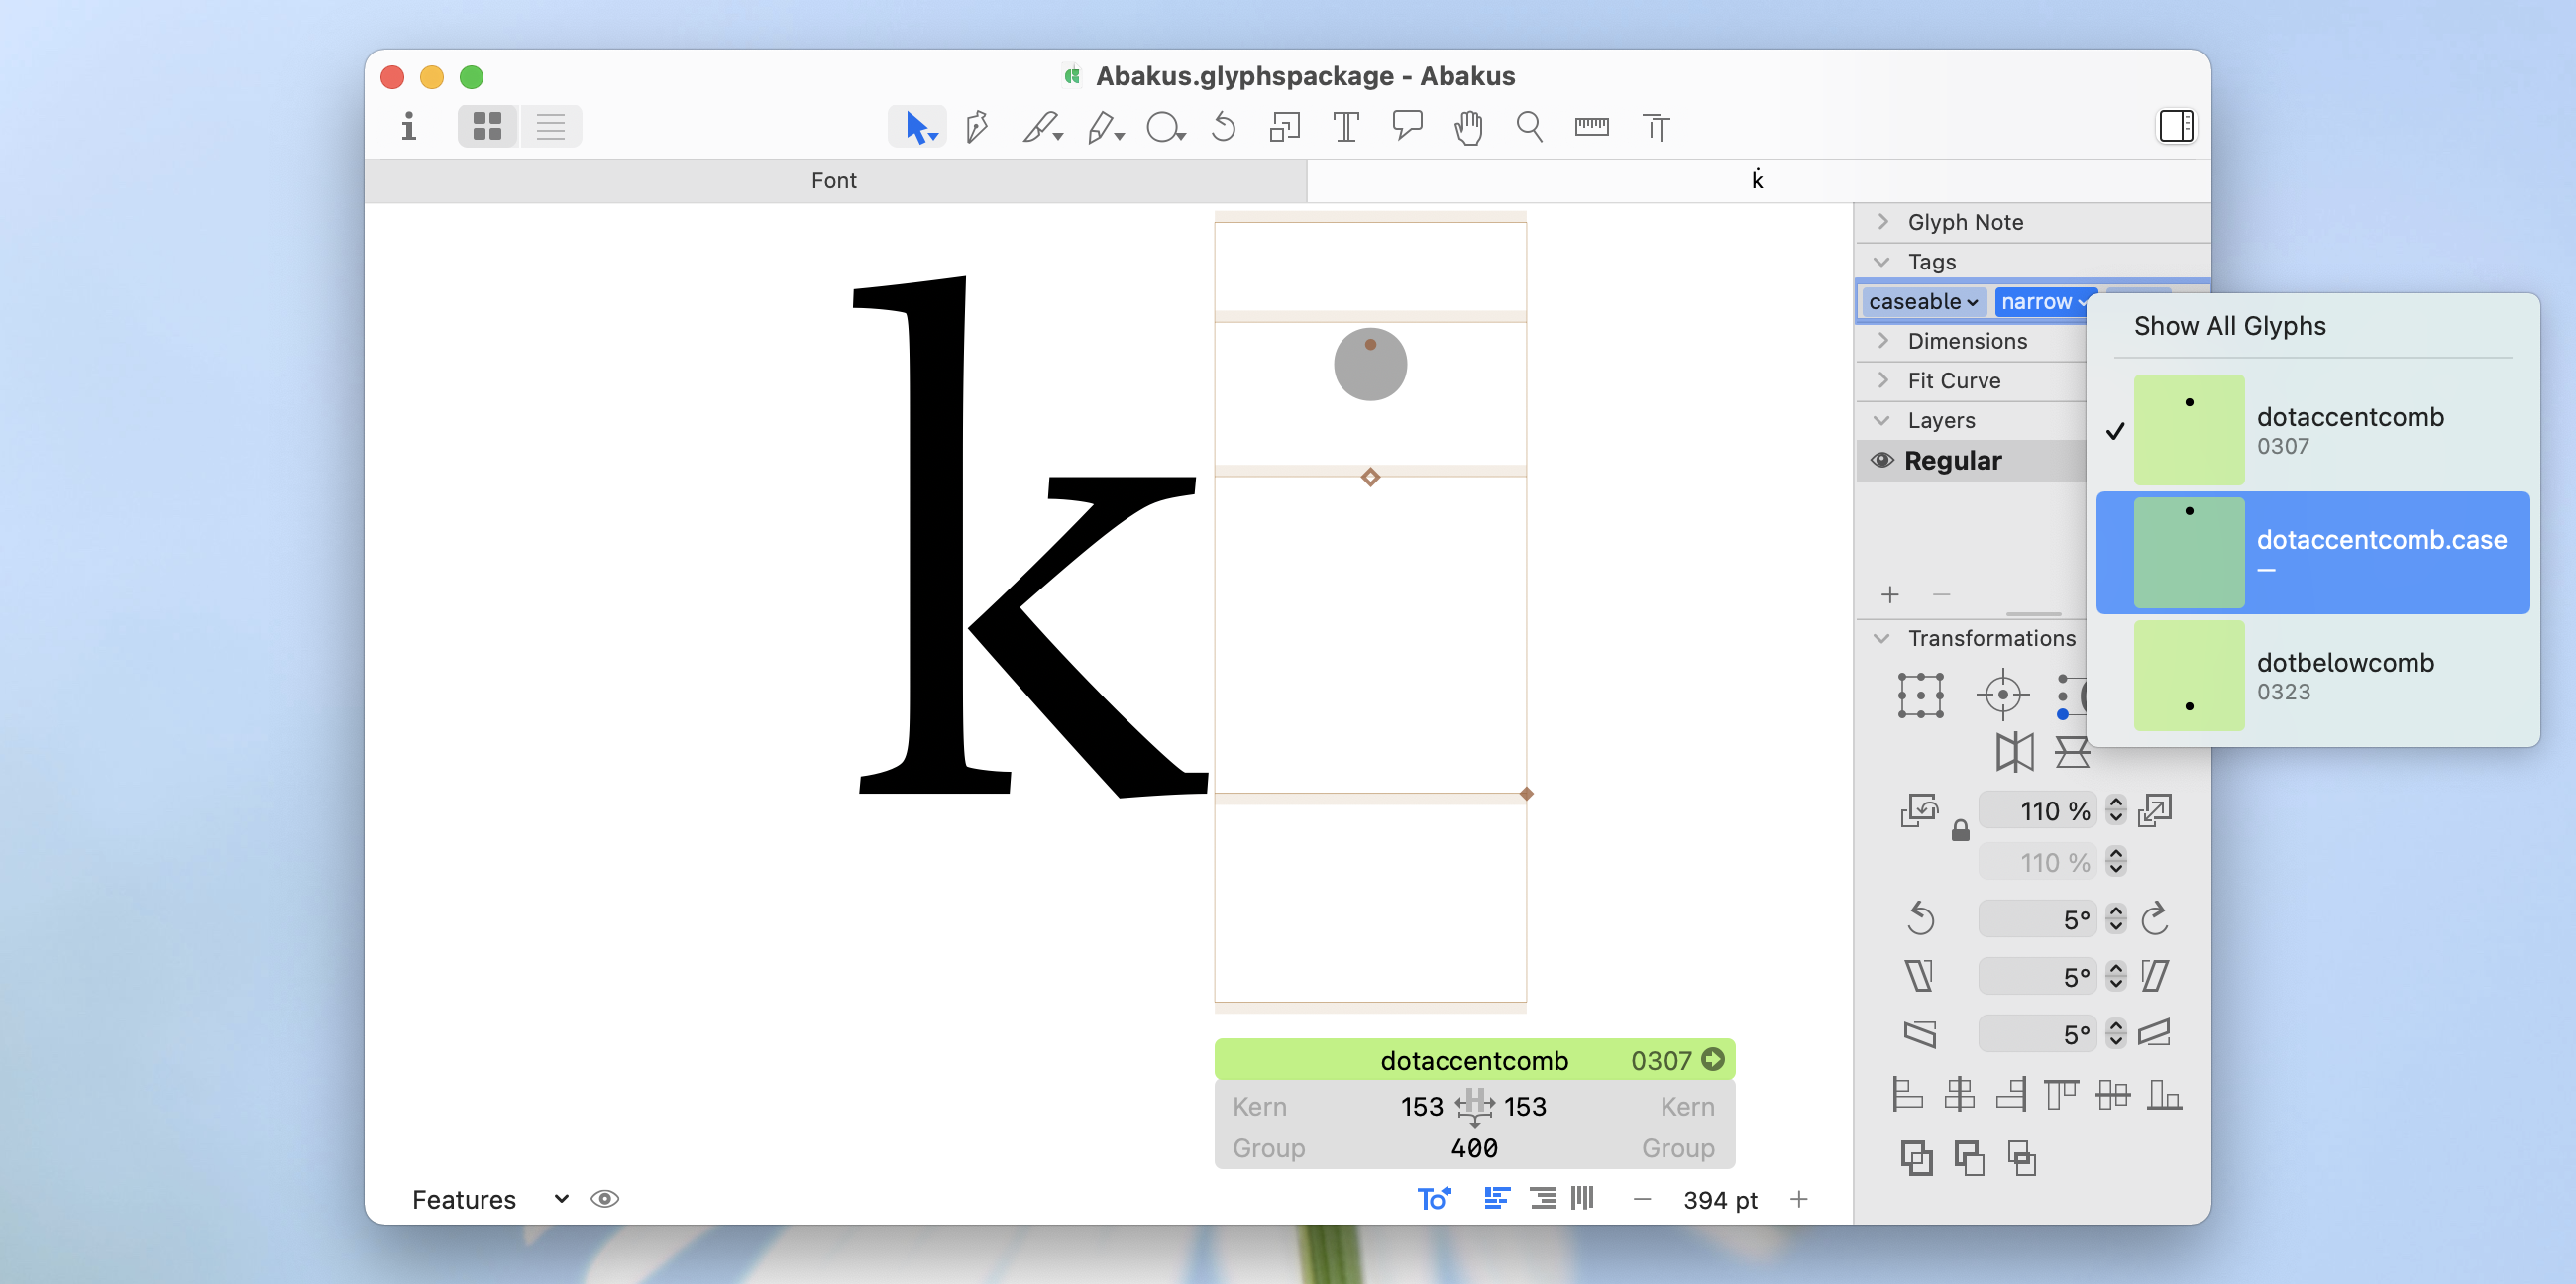 Abakus.glyphspackage - Abakus
Font
k̇
k
Glyph Note
Tags
caseable narrow
Dimensions
Fit Curve
Layers
Regular
Transformations
110 %
110 %
5°
5°
5°
Show All Glyphs
dotaccentcomb
0307
dotaccentcomb.case
—
dotbelowcomb
0323
dotaccentcomb 0307
Kern 153 153 Kern
Group 400 Group
Features
394 pt